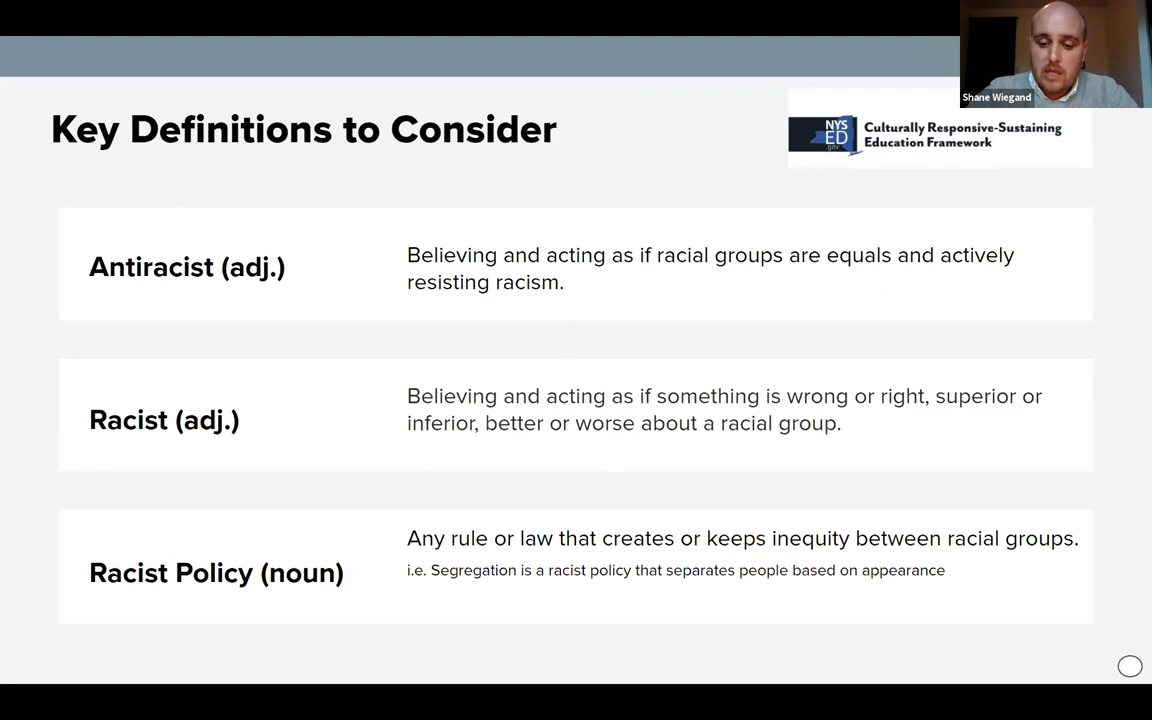 Shane Wiegand
Key Definitions to Consider
NYS
ED
.gov
Culturally Responsive-Sustaining
Education Framework
Antiracist (adj.)
Believing and acting as if racial groups are equals and actively
resisting racism.
Racist (adj.)
Believing and acting as if something is wrong or right, superior or
inferior, better or worse about a racial group.
Racist Policy (noun)
Any rule or law that creates or keeps inequity between racial groups.
i.e. Segregation is a racist policy that separates people based on appearance